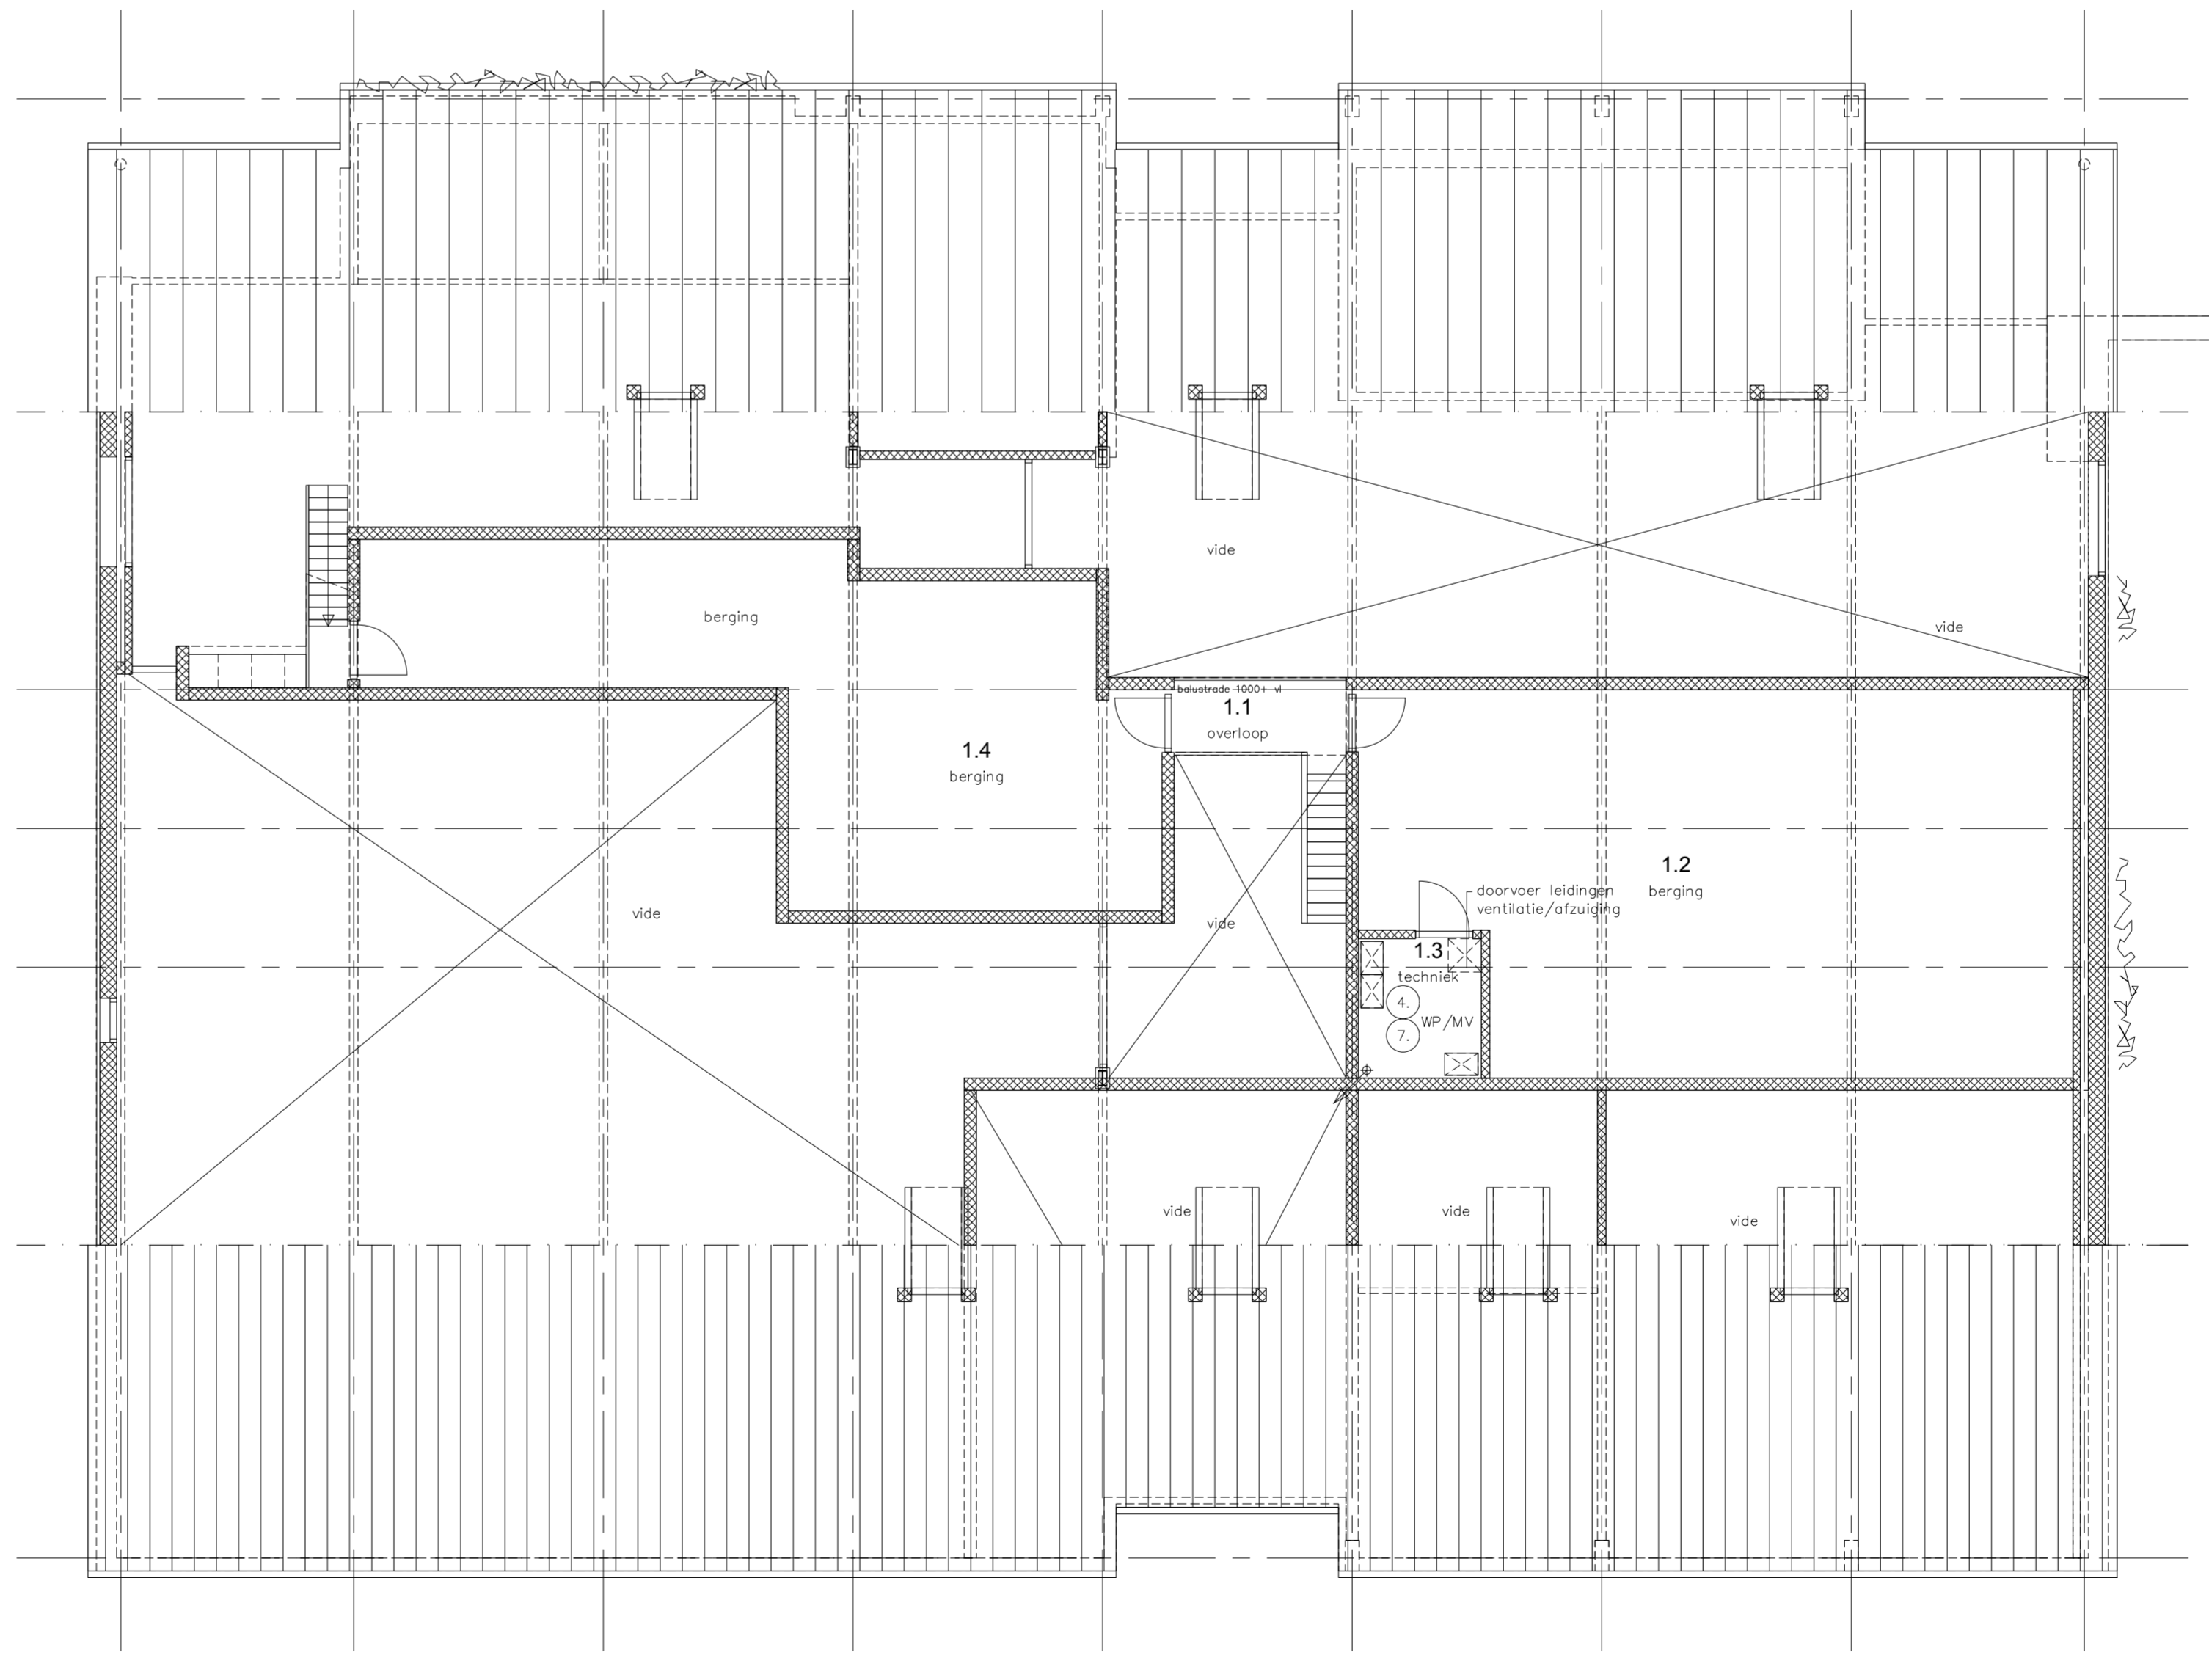 vide
berging
vide
balustrade 1000+ vl
1.1
overloop
1.4
berging
1.2
berging
doorvoer leidingen
ventilatie/afzuiging
vide
vide
1.3
techniek
4.
WP/MV
7.
vide
vide
vide